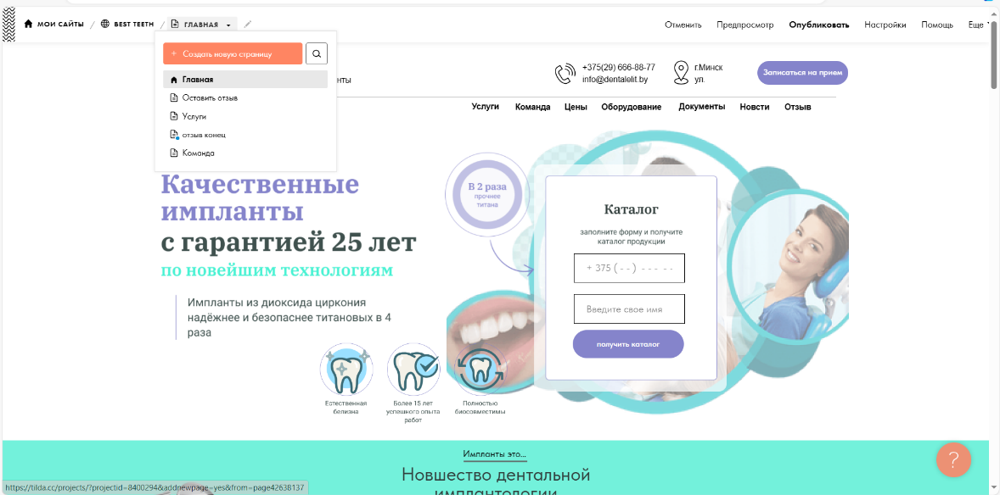 МОИ САЙТЫ / BEST TEETH / ГЛАВНАЯ
Отменить Предпросмотр Опубликовать Настройки Помощь Еще
+ Создать новую страницу
Главная
Оставить отзыв
Услуги
отзыв конец
Команда
нты
+375(29) 666-88-77
info@dentalelit.by
г.Минск
ул.
Записаться на прием
Услуги Команда Цены Оборудование Документы Новсти Отзыв
Качественные
импланты
с гарантией 25 лет
по новейшим технологиям
Импланты из диоксида циркония
надёжнее и безопаснее титановых в 4
раза
В 2 раза
прочнее
титана
Каталог
заполните форму и получите
каталог продукции
+ 375 (--) --- --
Введите свое имя
получить каталог
Естественная
белизна
Более 15 лет
успешного опыта
работ
Полностью
биосовместимы
Импланты это...
Новшество дентальной
имплантологии
?
https://tilda.cc/projects/?projectid=8400294&addnewpage=yes&from=page42638137